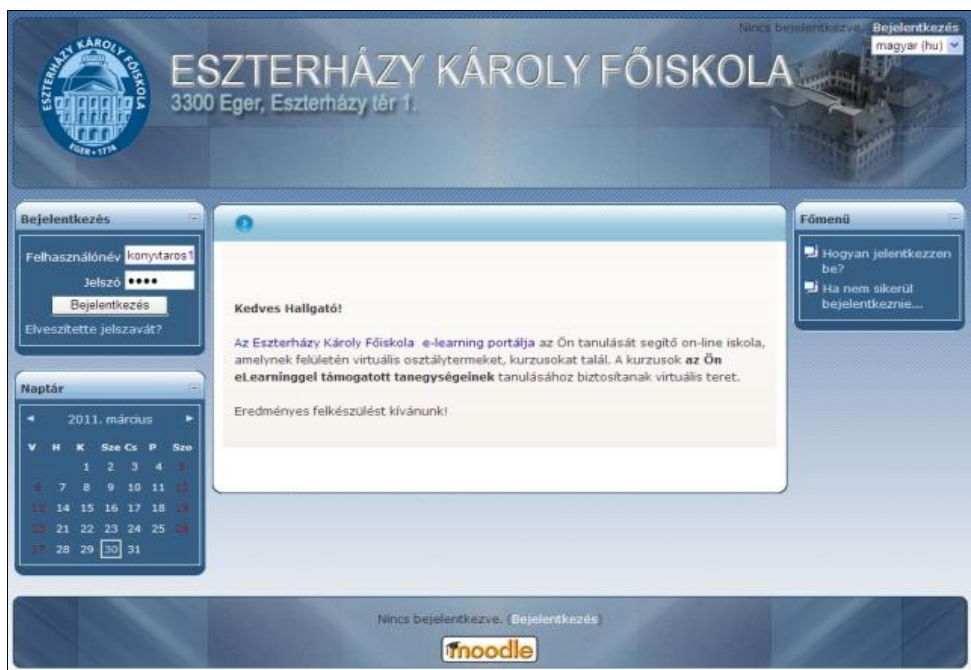 Nincs bejelentkezve. (Bejelentkezés)
magyar (hu)
ESZTERHÁZY KÁROLY FŐISKOLA
EGER • 1774
ESZTERHÁZY KÁROLY FŐISKOLA
3300 Eger, Eszterházy tér 1.
Bejelentkezés
Felhasználónév konyvtaros1
Jelszó ••••
Bejelentkezés
Elveszítette jelszavát?
Naptár
◄ 2011. március ►
V H K Sze Cs P Szo
1 2 3 4 5
6 7 8 9 10 11 12
13 14 15 16 17 18 19
20 21 22 23 24 25 26
27 28 29 30 31
Kedves Hallgató!
Az Eszterházy Károly Főiskola e-learning portálja az Ön tanulását segítő on-line iskola,
amelynek felületén virtuális osztálytermeket, kurzusokat talál. A kurzusok az Ön
eLearninggel támogatott tanegységeinek tanulásához biztosítanak virtuális teret.
Eredményes felkészülést kívánunk!
Főmenü
Hogyan jelentkezzen
be?
Ha nem sikerül
bejelentkeznie...
Nincs bejelentkezve. (Bejelentkezés)
moodle